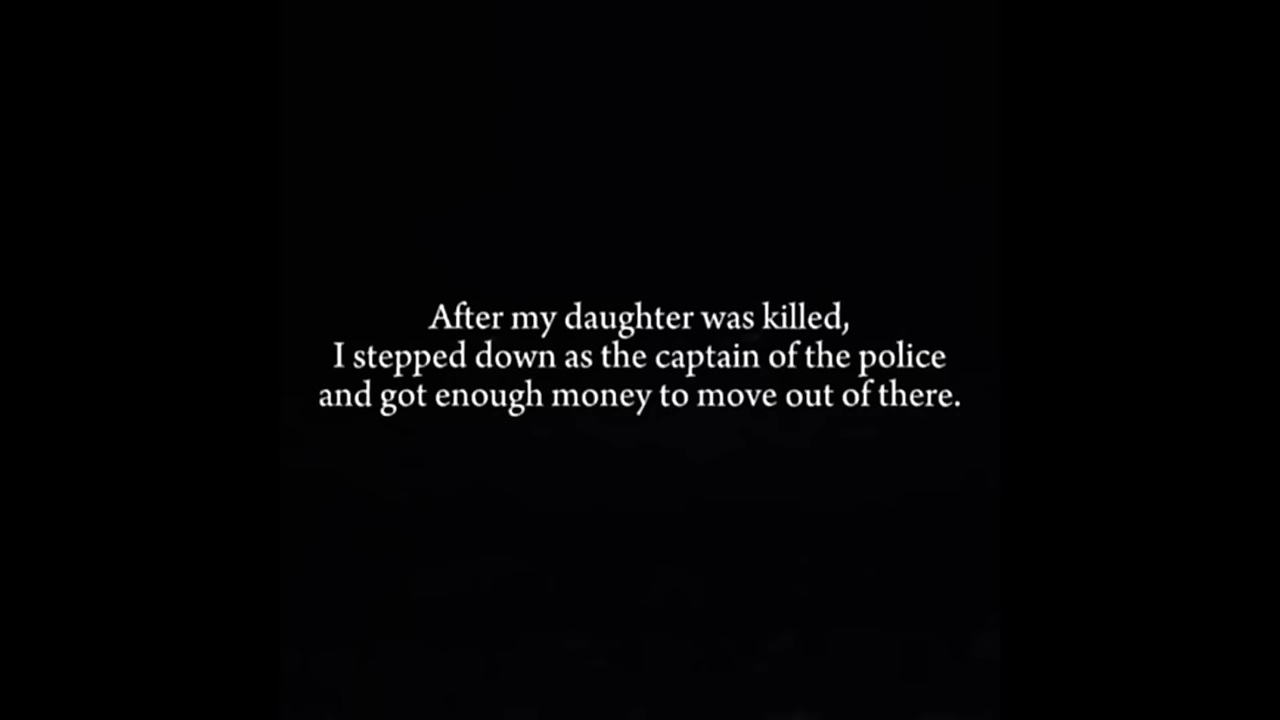 After my daughter was killed,
I stepped down as the captain of the police
and got enough money to move out of there.